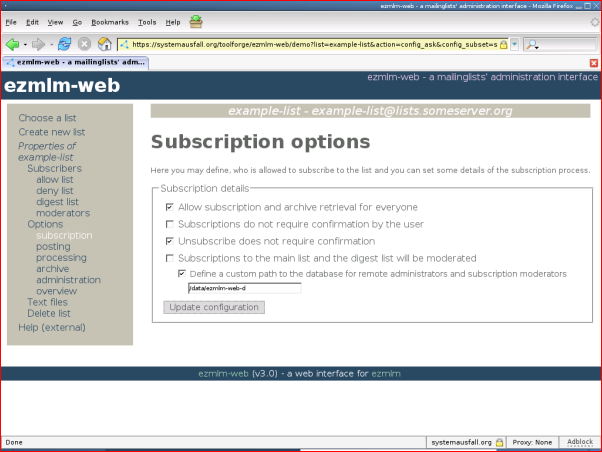 ezmlm-web - a mailinglists' administration interface - Mozilla Firefox
File Edit View Go Bookmarks Tools Help
https://systemausfall.org/toolforge/ezmlm-web/demo?list=example-list&action=config_ask&config_subset=s
ezmlm-web - a mailinglists' adm...
ezmlm-web
ezmlm-web - a mailinglists' administration interface
example-list - example-list@lists.someserver.org
Choose a list
Create new list
Properties of
example-list
Subscribers
allow list
deny list
digest list
moderators
Options
subscription
posting
processing
archive
administration
overview
Text files
Delete list
Help (external)
Subscription options
Here you may define, who is allowed to subscribe to the list and you can set some details of the subscription process.
Subscription details
Allow subscription and archive retrieval for everyone
Subscriptions do not require confirmation by the user
Unsubscribe does not require confirmation
Subscriptions to the main list and the digest list will be moderated
Define a custom path to the database for remote administrators and subscription moderators
/data/ezmlm-web-d
Update configuration
ezmlm-web (v3.0) - a web interface for ezmlm
Done systemausfall.org Proxy: None Adblock